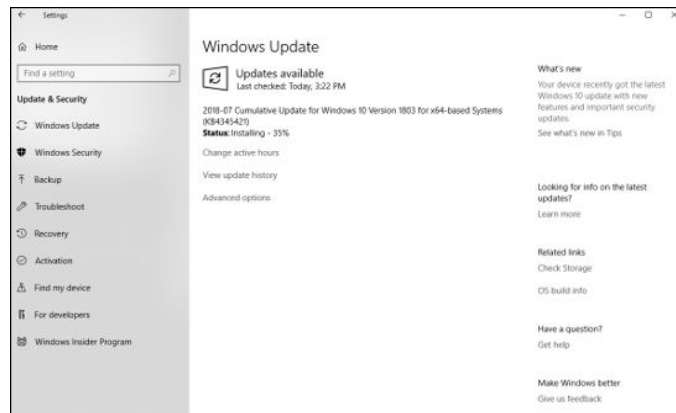 Settings
Home
Find a setting
Update & Security
Windows Update
Windows Security
Backup
Troubleshoot
Recovery
Activation
Find my device
For developers
Windows Insider Program
Windows Update
Updates available
Last checked: Today, 3:22 PM
2018-07 Cumulative Update for Windows 10 Version 1803 for x64-based Systems
(KB4345421)
Status: Installing - 35%
Change active hours
View update history
Advanced options
What's new
Your device recently got the latest
Windows 10 update with new
features and important security
updates.
See what's new in Tips
Looking for info on the latest
updates?
Learn more
Related links
Check Storage
OS build info
Have a question?
Get help
Make Windows better
Give us feedback